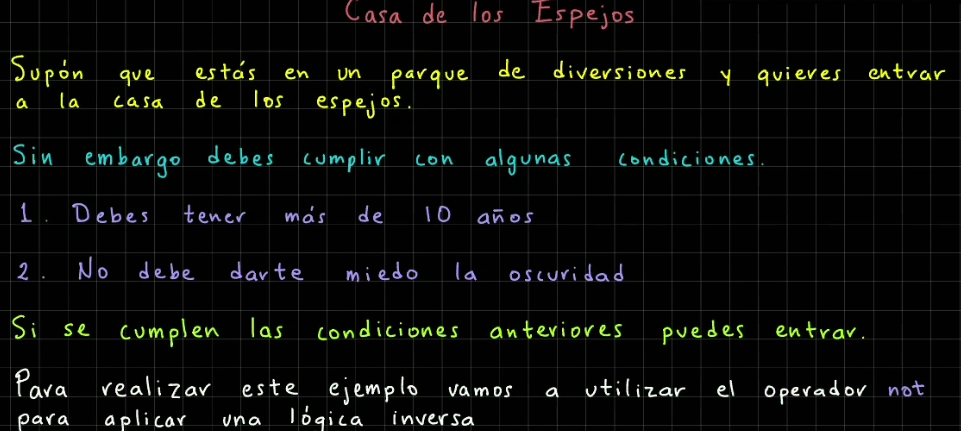 Casa de los Espejos
Supón que estás en un parque de diversiones y quieres entrar
a la casa de los espejos.
Sin embargo debes cumplir con algunas condiciones.
1. Debes tener más de 10 años
2. No debe darte miedo la oscuridad
Si se cumplen las condiciones anteriores puedes entrar.
Para realizar este ejemplo vamos a utilizar el operador not
para aplicar una lógica inversa